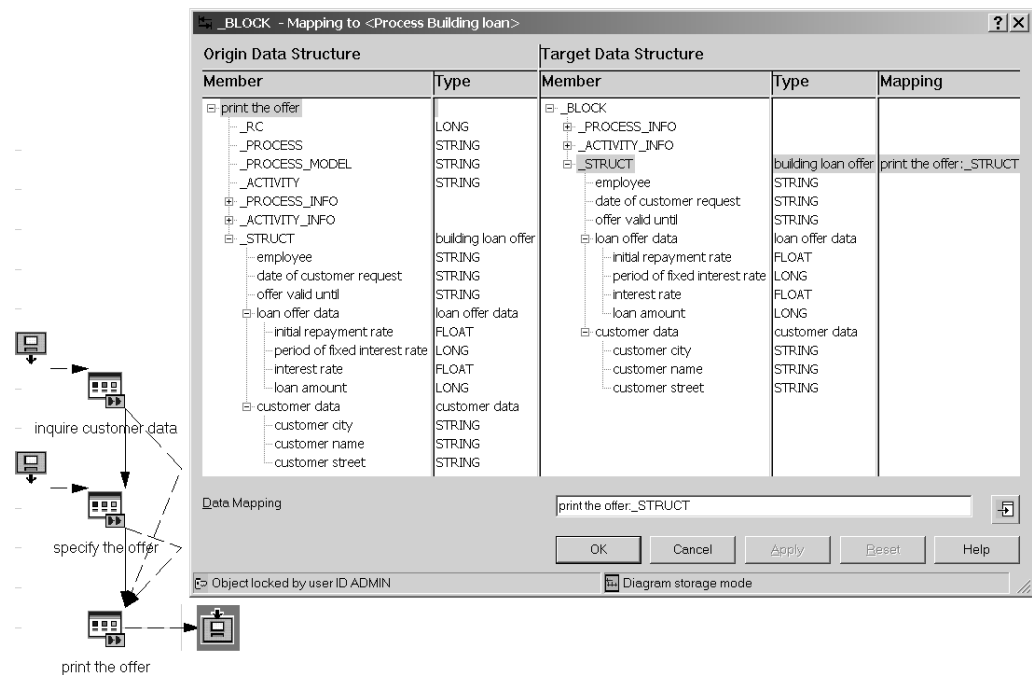 _BLOCK - Mapping to <Process Building loan>
Origin Data Structure Target Data Structure
Member Type Member Type Mapping
print the offer _BLOCK
_RC LONG _PROCESS_INFO
_PROCESS STRING _ACTIVITY_INFO
_PROCESS_MODEL STRING _STRUCT building loan offer print the offer:_STRUCT
_ACTIVITY STRING employee STRING
_PROCESS_INFO date of customer request STRING
_ACTIVITY_INFO offer valid until STRING
_STRUCT building loan offer loan offer data loan offer data
employee STRING initial repayment rate FLOAT
date of customer request STRING period of fixed interest rate LONG
offer valid until STRING interest rate FLOAT
loan offer data loan offer data loan amount LONG
initial repayment rate FLOAT customer data customer data
period of fixed interest rate LONG customer city STRING
interest rate FLOAT customer name STRING
loan amount LONG customer street STRING
customer data customer data
customer city STRING
customer name STRING
customer street STRING
Data Mapping print the offer:_STRUCT
OK Cancel Apply Reset Help
Object locked by user ID ADMIN Diagram storage mode
inquire customer data
specify the offer
print the offer